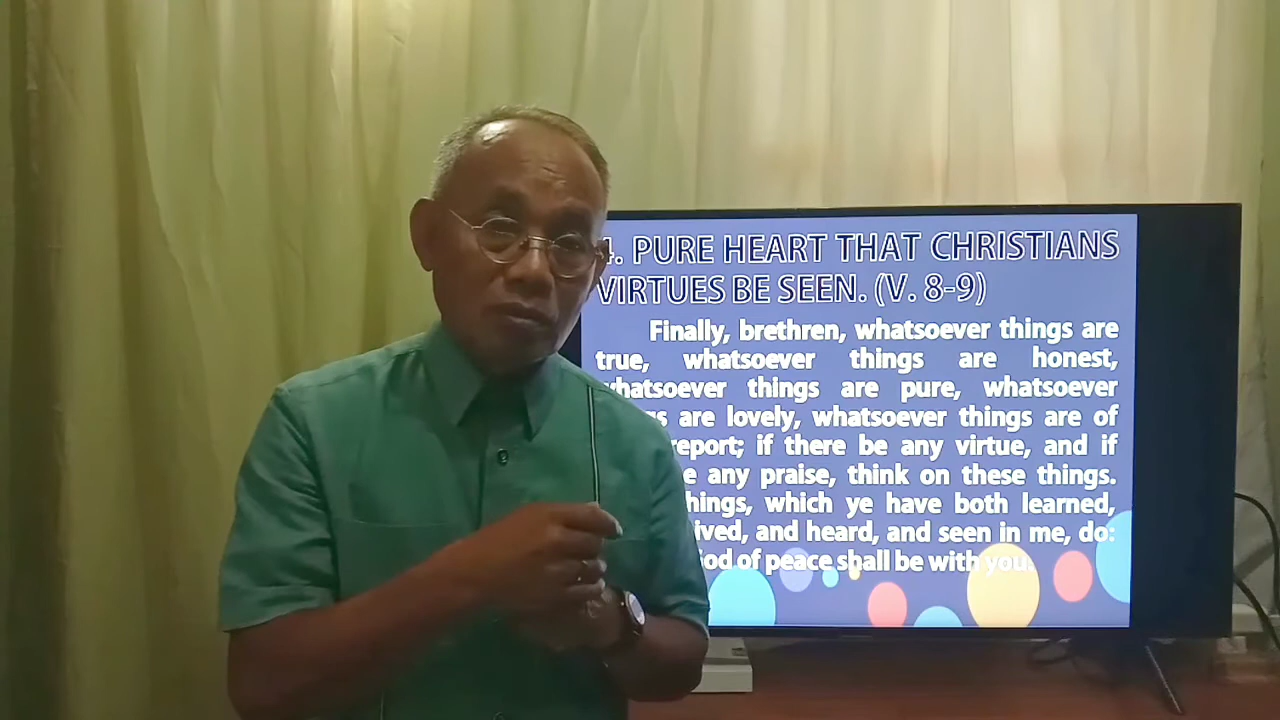 4. PURE HEART THAT CHRISTIANS
VIRTUES BE SEEN. (V. 8-9)
Finally, brethren, whatsoever things are
true, whatsoever things are honest,
whatsoever things are pure, whatsoever
are lovely, whatsoever things are of
report; if there be any virtue, and if
any praise, think on these things.
things, which ye have both learned,
and heard, and seen in me, do:
God of peace shall be with you.